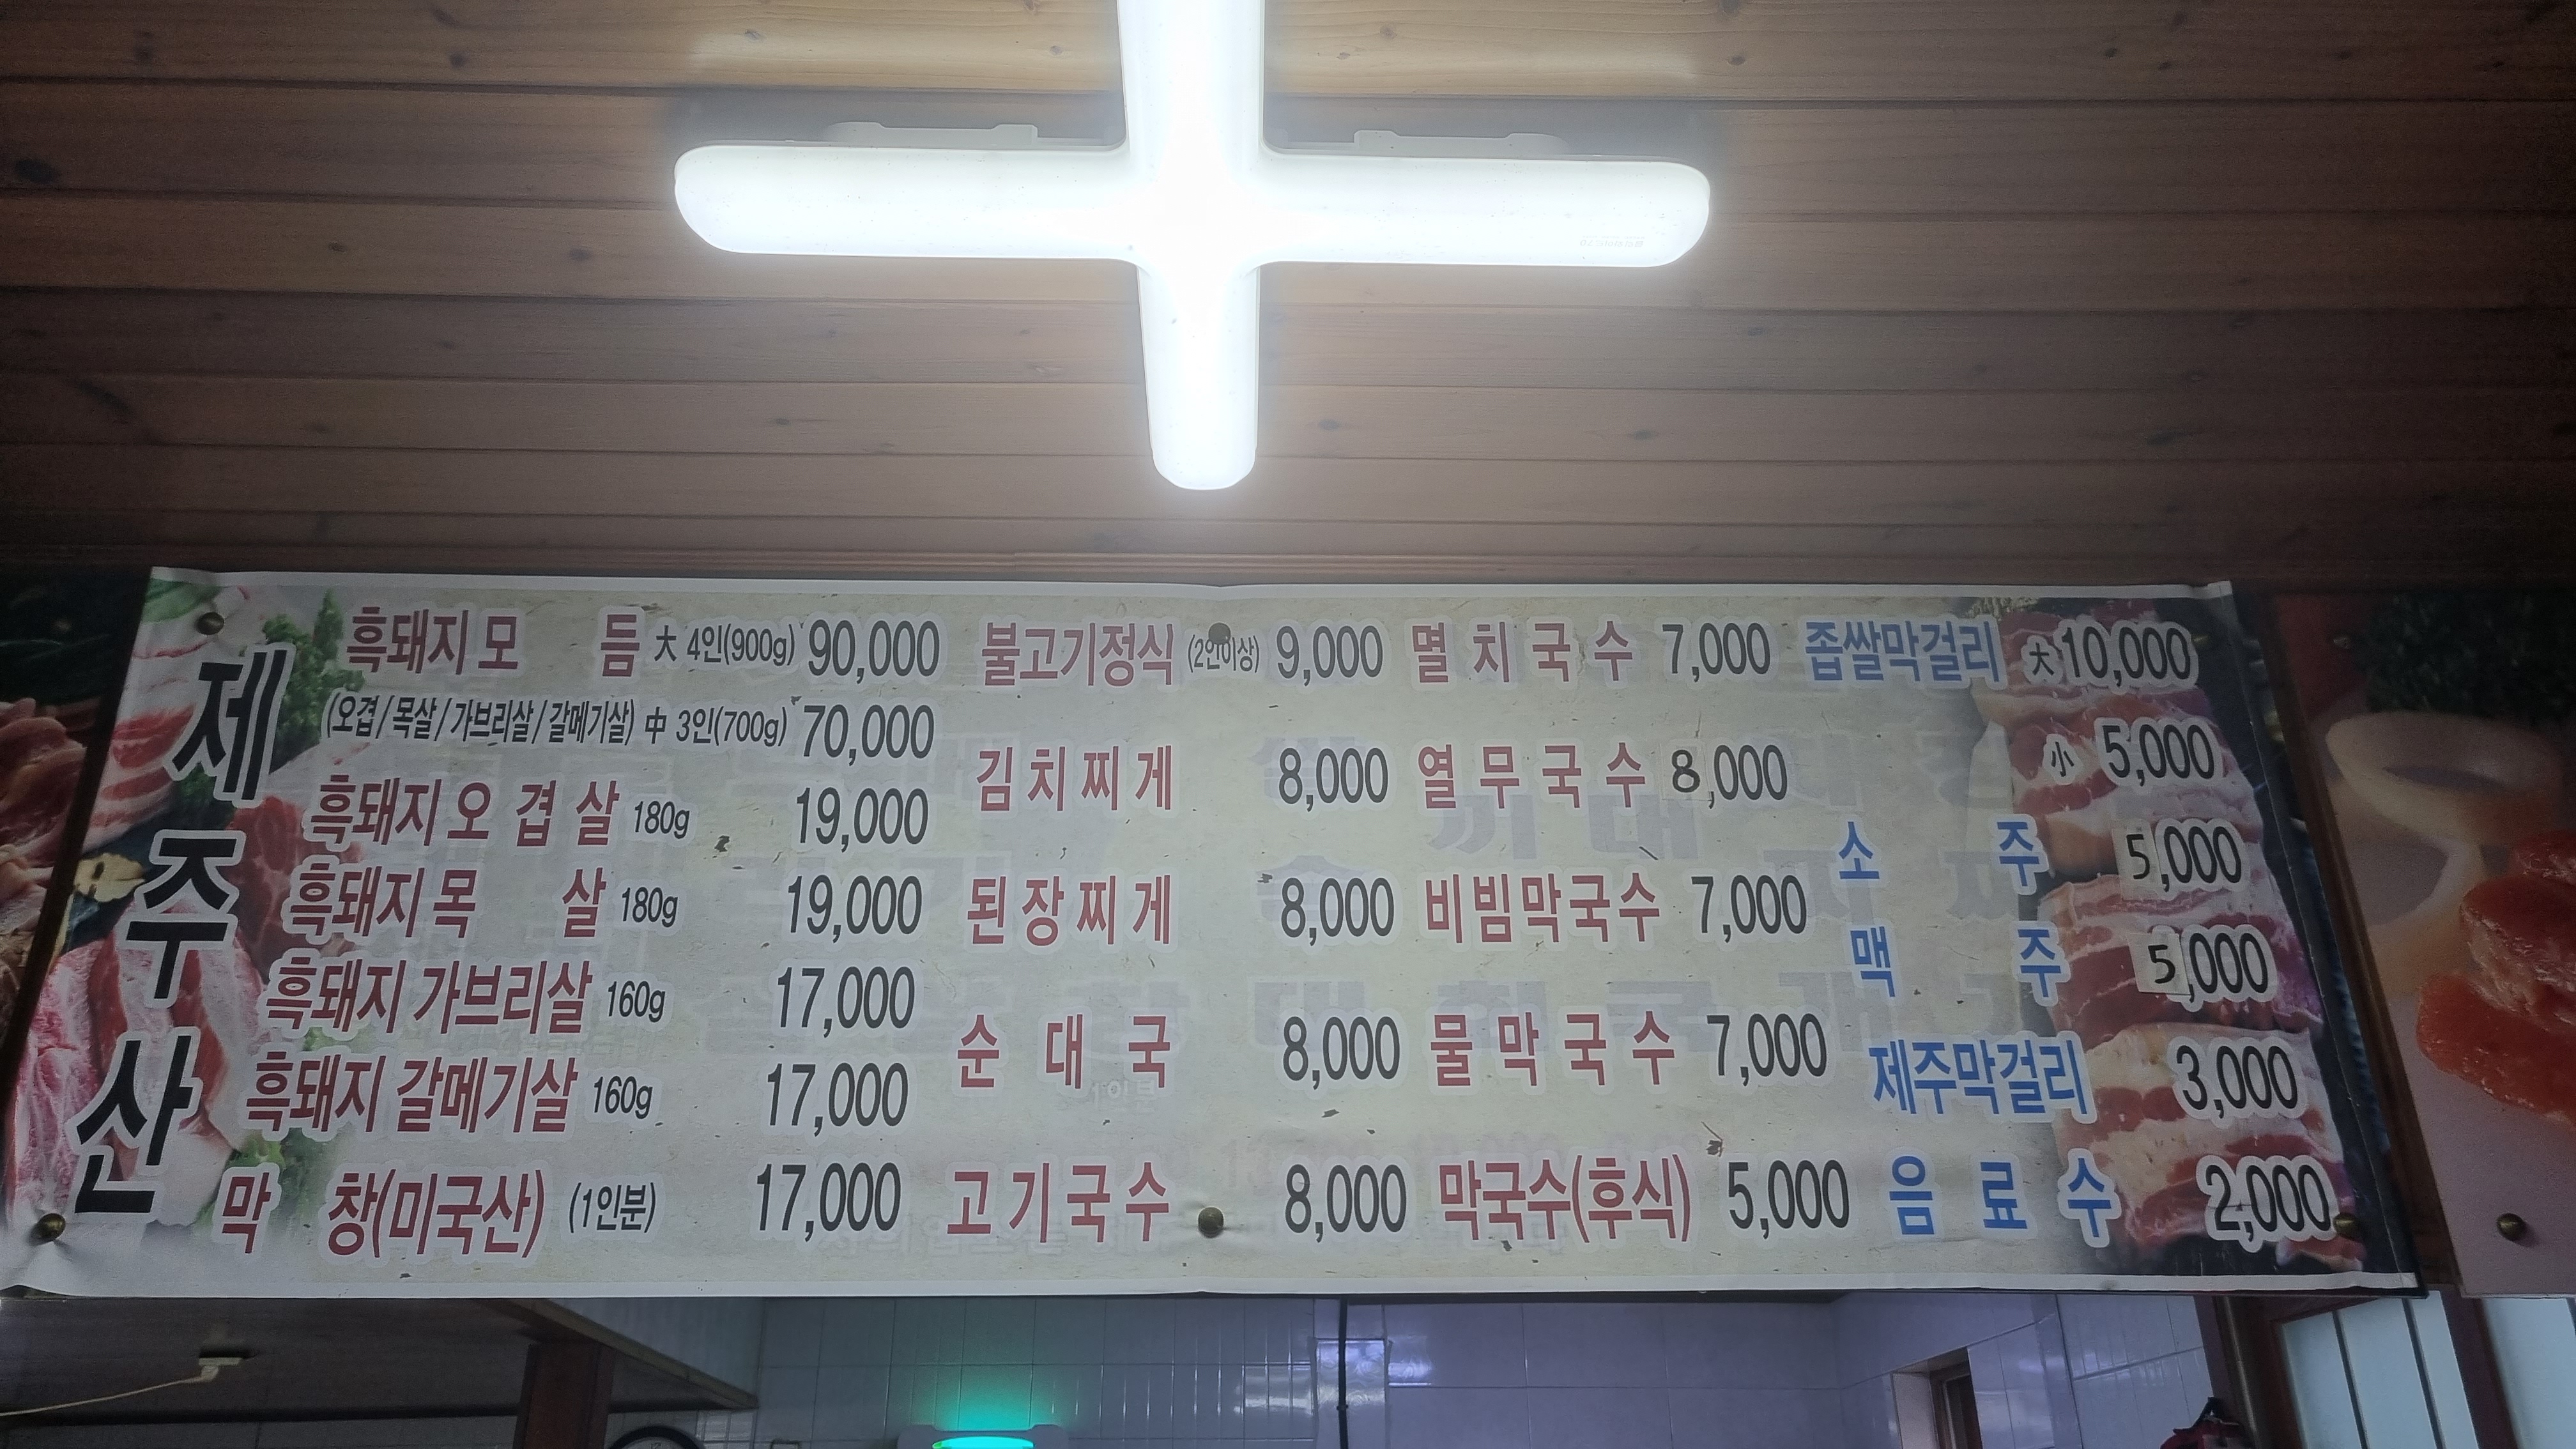 제주산
흑돼지모 듬 大 4인(900g) 90,000
(오겹/목살/가브리살/갈메기살) 中 3인(700g) 70,000
흑돼지오 겹 살 180g 19,000
흑돼지목 살 180g 19,000
흑돼지 가브리살 160g 17,000
흑돼지 갈메기살 160g 17,000
막 창(미국산) (1인분) 17,000
불고기정식 (2인이상) 9,000
김치찌게 8,000
된장찌게 8,000
순 대 국 8,000
고기국수 8,000
멸 치 국 수 7,000
열 무 국 수 8,000
비빔막국수 7,000
물 막 국 수 7,000
막국수(후식) 5,000
좁쌀막걸리 大 10,000
小 5,000
소 주 5,000
맥 주 5,000
제주막걸리 3,000
음 료 수 2,000